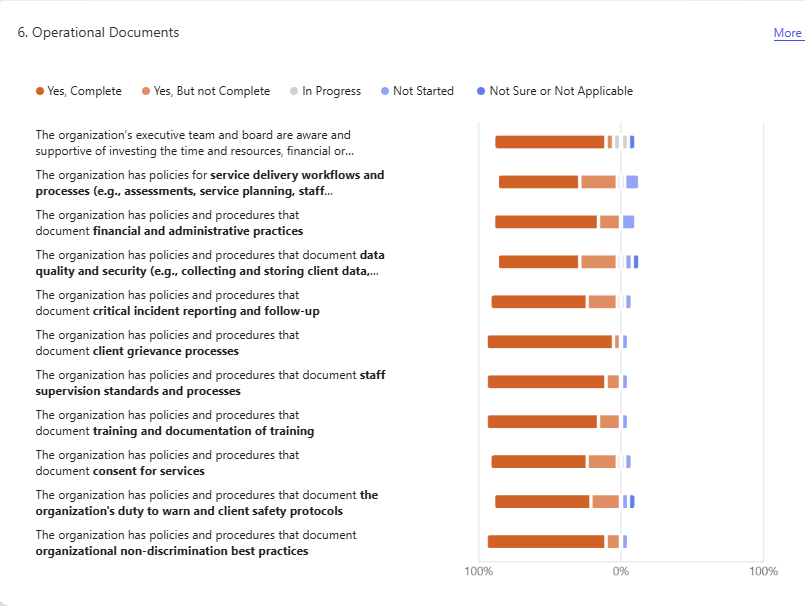 6. Operational Documents
More
Yes, Complete
Yes, But not Complete
In Progress
Not Started
Not Sure or Not Applicable
The organization's executive team and board are aware and
supportive of investing the time and resources, financial or...
The organization has policies for service delivery workflows and
processes (e.g., assessments, service planning, staff...
The organization has policies and procedures that
document financial and administrative practices
The organization has policies and procedures that document data
quality and security (e.g., collecting and storing client data,...
The organization has policies and procedures that
document critical incident reporting and follow-up
The organization has policies and procedures that
document client grievance processes
The organization has policies and procedures that document staff
supervision standards and processes
The organization has policies and procedures that
document training and documentation of training
The organization has policies and procedures that
document consent for services
The organization has policies and procedures that document the
organization's duty to warn and client safety protocols
The organization has policies and procedures that document
organizational non-discrimination best practices
100%
0%
100%